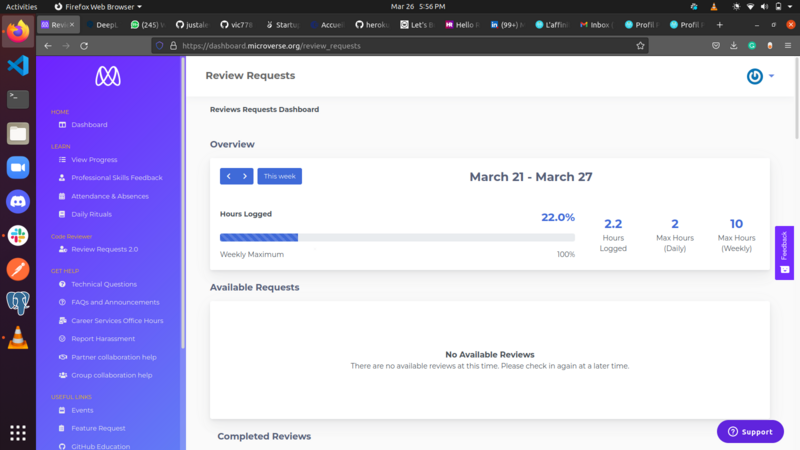 Activities
Firefox Web Browser
Mar 26 5:56 PM
Revie
DeepL
(245) W
justale
vic778
Startup
Accueil
heroku
Let's B
Hello R
(99+) M
L'affini
Inbox
Profil
Profil
https://dashboard.microverse.org/review_requests
HOME
Dashboard
LEARN
View Progress
Professional Skills Feedback
Attendance & Absences
Daily Rituals
Code Reviewer
Review Requests 2.0
GET HELP
Technical Questions
FAQs and Announcements
Career Services Office Hours
Report Harassment
Partner collaboration help
Group collaboration help
USEFUL LINKS
Events
Feature Request
GitHub Education
Review Requests
Reviews Requests Dashboard
Overview
This week
March 21 - March 27
Hours Logged
22.0%
Weekly Maximum
100%
2.2
Hours
Logged
2
Max Hours
(Daily)
10
Max Hours
(Weekly)
Feedback
Available Requests
No Available Reviews
There are no available reviews at this time. Please check in again at a later time.
Completed Reviews
Support